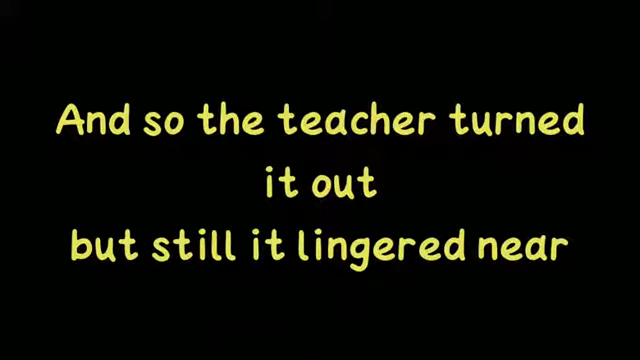 And so the teacher turned
it out
but still it lingered near